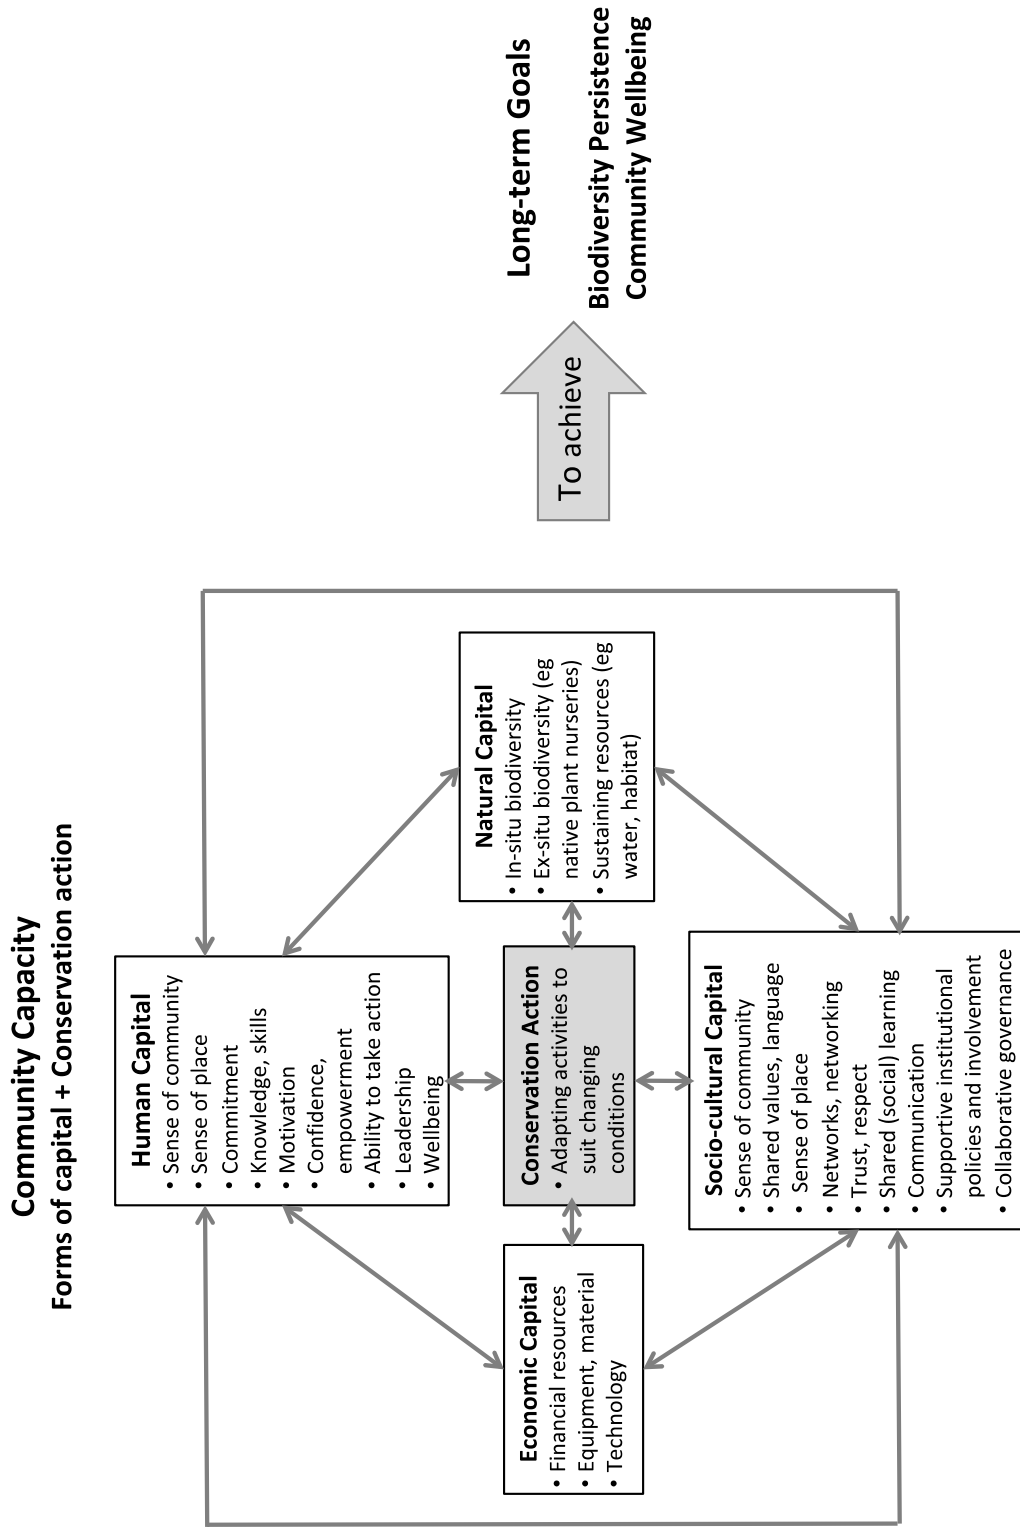 Community Capacity
Forms of capital + Conservation action
Human Capital
• Sense of community
• Sense of place
• Commitment
• Knowledge, skills
• Motivation
• Confidence,
empowerment
• Ability to take action
• Leadership
• Wellbeing
Economic Capital
• Financial resources
• Equipment, material
• Technology
Conservation Action
• Adapting activities to
suit changing
conditions
Natural Capital
• In-situ biodiversity
• Ex-situ biodiversity (eg
native plant nurseries)
• Sustaining resources (eg
water, habitat)
Socio-cultural Capital
• Sense of community
• Shared values, language
• Sense of place
• Networks, networking
• Trust, respect
• Shared (social) learning
• Communication
• Supportive institutional
policies and involvement
• Collaborative governance
To achieve
Long-term Goals
Biodiversity Persistence
Community Wellbeing